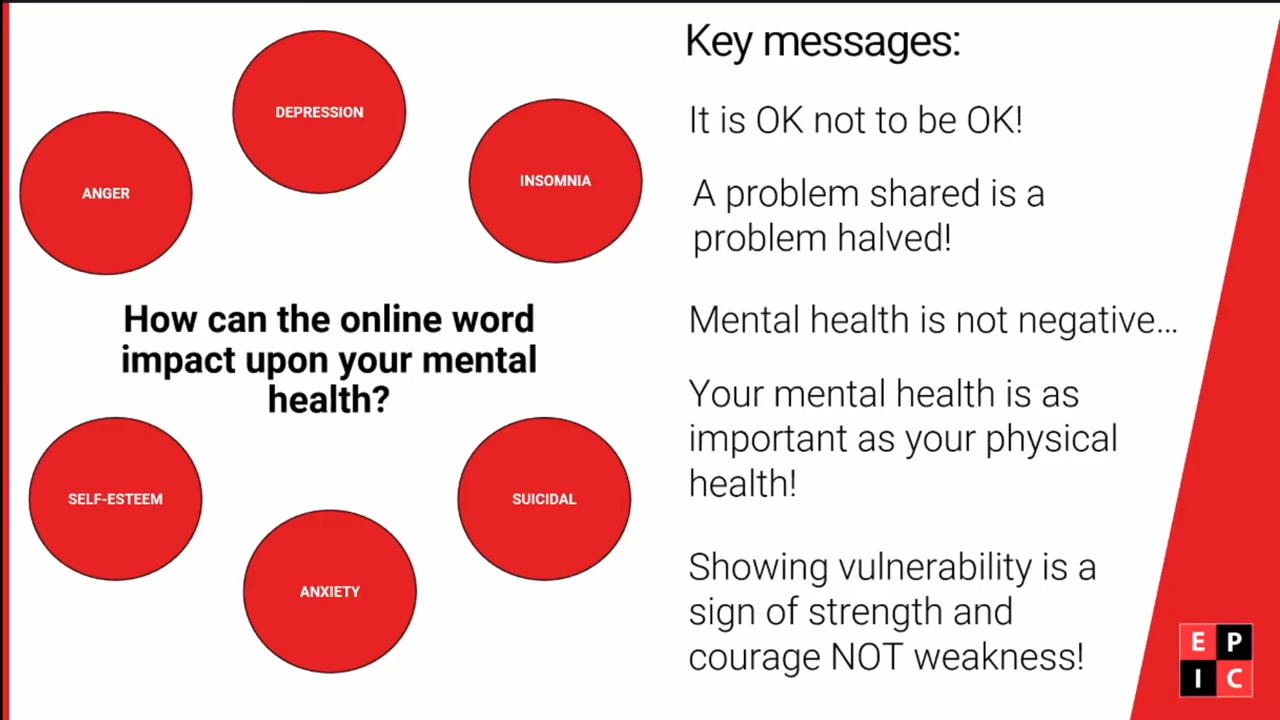 DEPRESSION
ANGER
INSOMNIA
How can the online word
impact upon your mental
health?
SELF-ESTEEM
SUICIDAL
ANXIETY
Key messages:
It is OK not to be OK!
A problem shared is a
problem halved!
Mental health is not negative...
Your mental health is as
important as your physical
health!
Showing vulnerability is a
sign of strength and
courage NOT weakness!
E P
I C